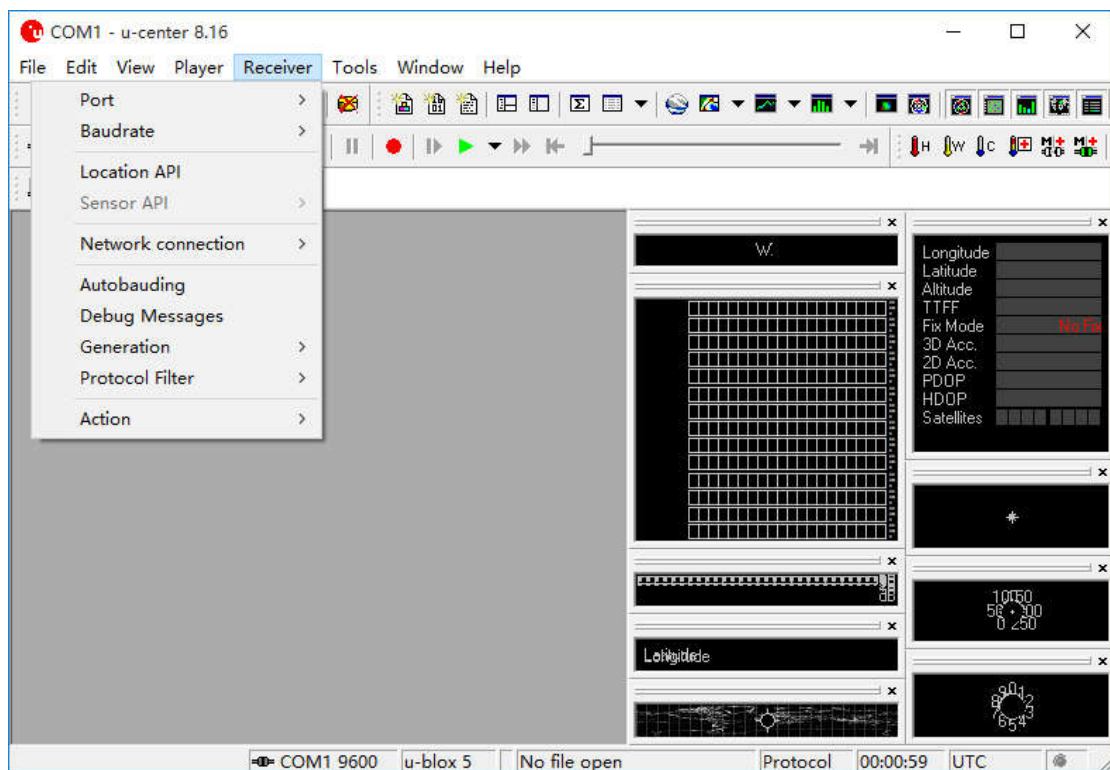 COM1 - u-center 8.16
File Edit View Player Receiver Tools Window Help
Port
Baudrate
Location API
Sensor API
Network connection
Autobauding
Debug Messages
Generation
Protocol Filter
Action
H W C
W.
Longitude
Latitude
Altitude
TTFF
Fix Mode No Fix
3D Acc.
2D Acc.
PDOP
HDOP
Satellites
dB
COM1 9600 u-blox 5 No file open Protocol 00:00:59 UTC